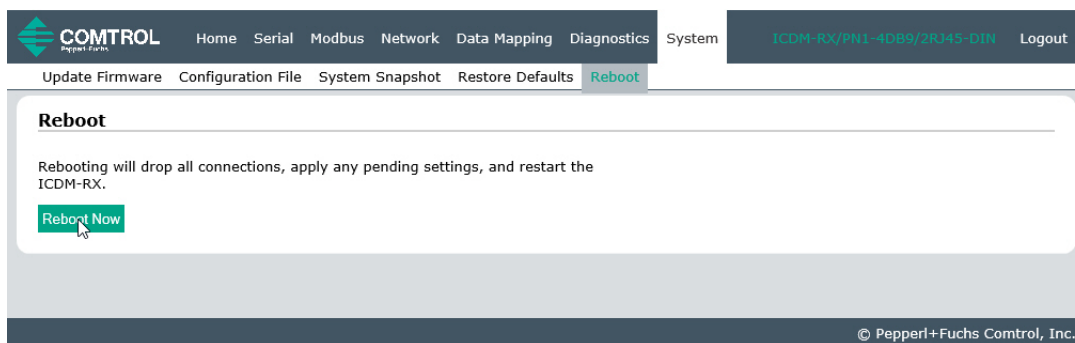 COMTROL
Pepperl+Fuchs
Home Serial Modbus Network Data Mapping Diagnostics System ICDM-RX/PN1-4DB9/2RJ45-DIN Logout
Update Firmware Configuration File System Snapshot Restore Defaults Reboot
Reboot
Rebooting will drop all connections, apply any pending settings, and restart the
ICDM-RX.
Reboot Now
© Pepperl+Fuchs Comtrol, Inc.